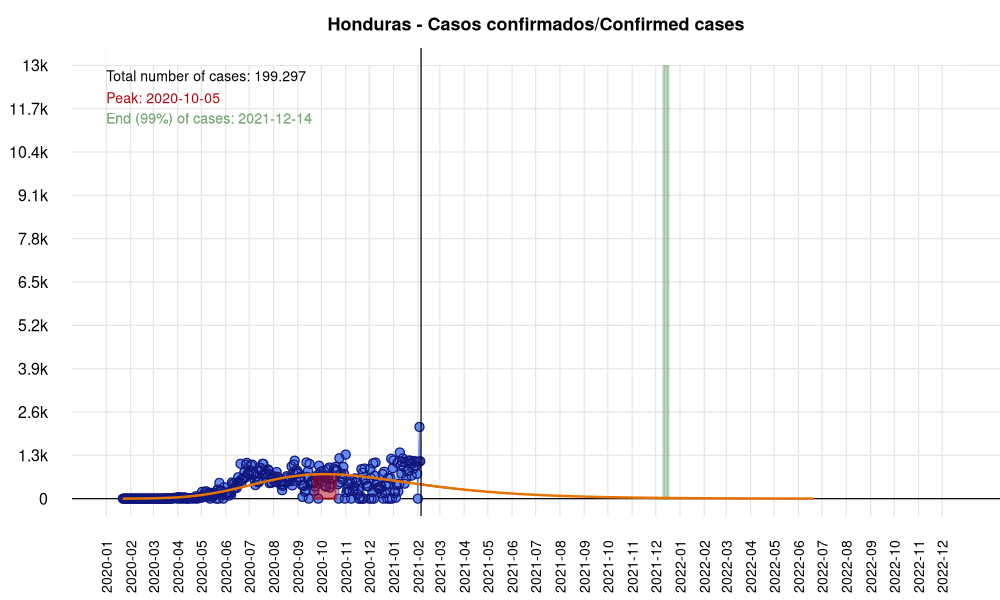 Honduras - Casos confirmados/Confirmed cases
Total number of cases: 199.297
Peak: 2020-10-05
End (99%) of cases: 2021-12-14
13k
11.7k
10.4k
9.1k
7.8k
6.5k
5.2k
3.9k
2.6k
1.3k
0
2020-01
2020-02
2020-03
2020-04
2020-05
2020-06
2020-07
2020-08
2020-09
2020-10
2020-11
2020-12
2021-01
2021-02
2021-03
2021-04
2021-05
2021-06
2021-07
2021-08
2021-09
2021-10
2021-11
2021-12
2022-01
2022-02
2022-03
2022-04
2022-05
2022-06
2022-07
2022-08
2022-09
2022-10
2022-11
2022-12